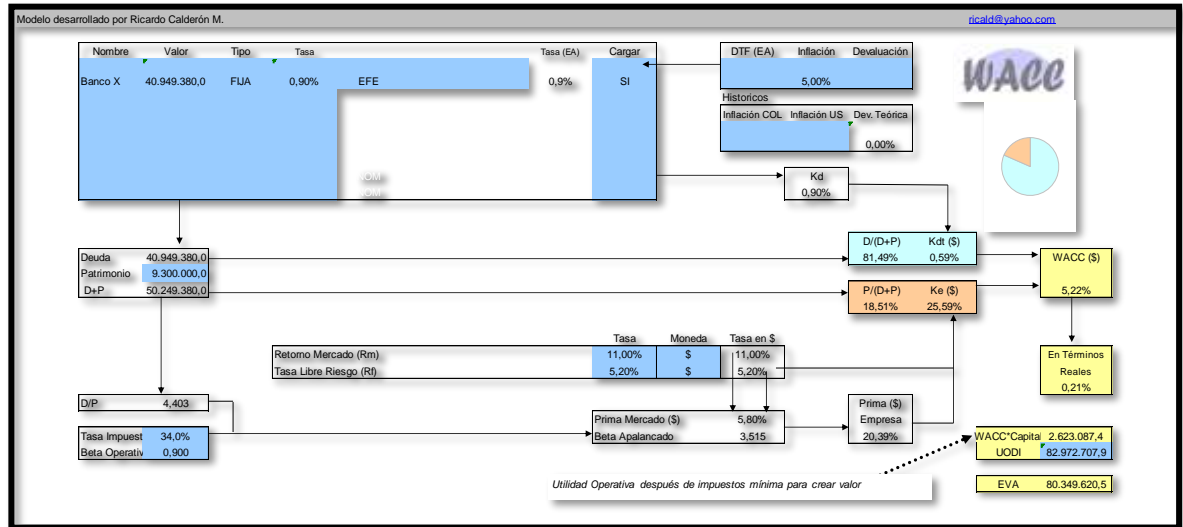 Modelo desarrollado por Ricardo Calderón M. ricald@yahoo.com
Nombre Valor Tipo Tasa Tasa (EA) Cargar
Banco X 40.949.380,0 FIJA 0,90% EFE 0,9% SI
NOM
NOM
DTF (EA) Inflación Devaluación
5,00%
Historicos
Inflación COL Inflación US Dev. Teórica
0,00%
WACC
Kd
0,90%
Deuda 40.949.380,0
Patrimonio 9.300.000,0
D+P 50.249.380,0
D/(D+P) Kdt ($)
81,49% 0,59%
P/(D+P) Ke ($)
18,51% 25,59%
WACC ($)
5,22%
Tasa Moneda Tasa en $
Retorno Mercado (Rm) 11,00% $ 11,00%
Tasa Libre Riesgo (Rf) 5,20% $ 5,20%
En Términos
Reales
0,21%
D/P 4,403
Tasa Impuest 34,0%
Beta Operativ 0,900
Prima Mercado ($) 5,80%
Beta Apalancado 3,515
Prima ($)
Empresa
20,39%
WACC*Capital 2.623.087,4
UODI 82.972.707,9
Utilidad Operativa después de impuestos mínima para crear valor
EVA 80.349.620,5